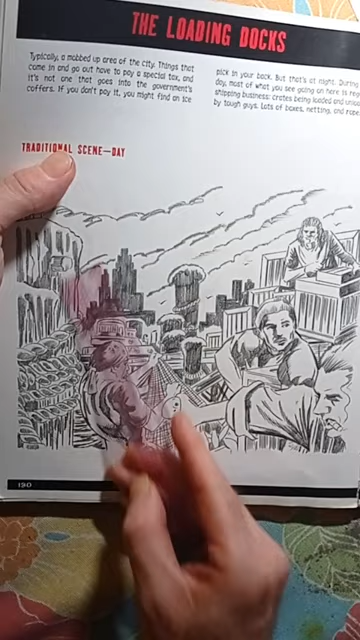 THE LOADING DOCKS
Typically, a mobbed up area of the city. Things that
came in and go out have to pay a special tax, and
it's not one that goes into the government's
coffers. If you don't pay it, you might find an ice
pick in your back. But that's at night. During
day, most of what you see going on here is reg
shipping business: crates being loaded and unloa
by tough guys. Lots of boxes, netting, and rope
TRADITIONAL SCENE—DAY
190